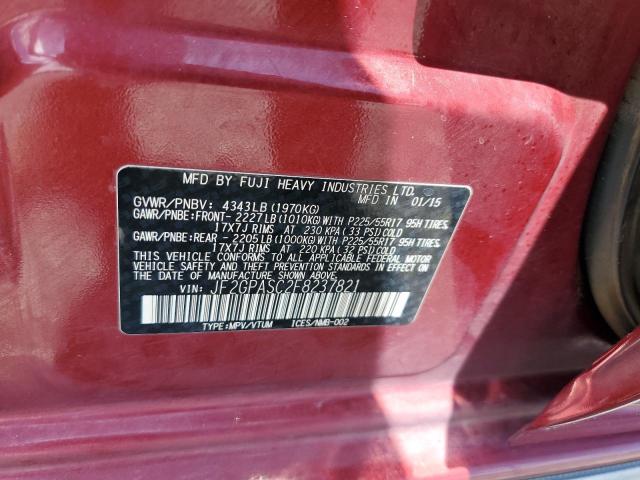 MFD BY FUJI HEAVY INDUSTRIES LTD.
MFD IN 01/15
GVWR/PNBV: 4343LB (1970KG)
GAWR/PNBE:FRONT- 2227LB (1010KG)WITH P225/55R17 95H TIRES.
17X7J RIMS AT 230 KPA ( 33 PSI)COLD
GAWR/PNBE:REAR - 2205LB (1000KG)WITH P225/55R17 95H TIRES.
17X7J RIMS AT 220 KPA ( 32 PSI)COLD
THIS VEHICLE CONFORMS TO ALL APPLICABLE FEDERAL MOTOR
VEHICLE SAFETY STANDARDS IN EFFECT ON THE
DATE OF MANUFACTURE SHOWN ABOVE.
VIN: JF2GPASC2F8237821
TYPE:MPV/VTUM ICES/NMB-002